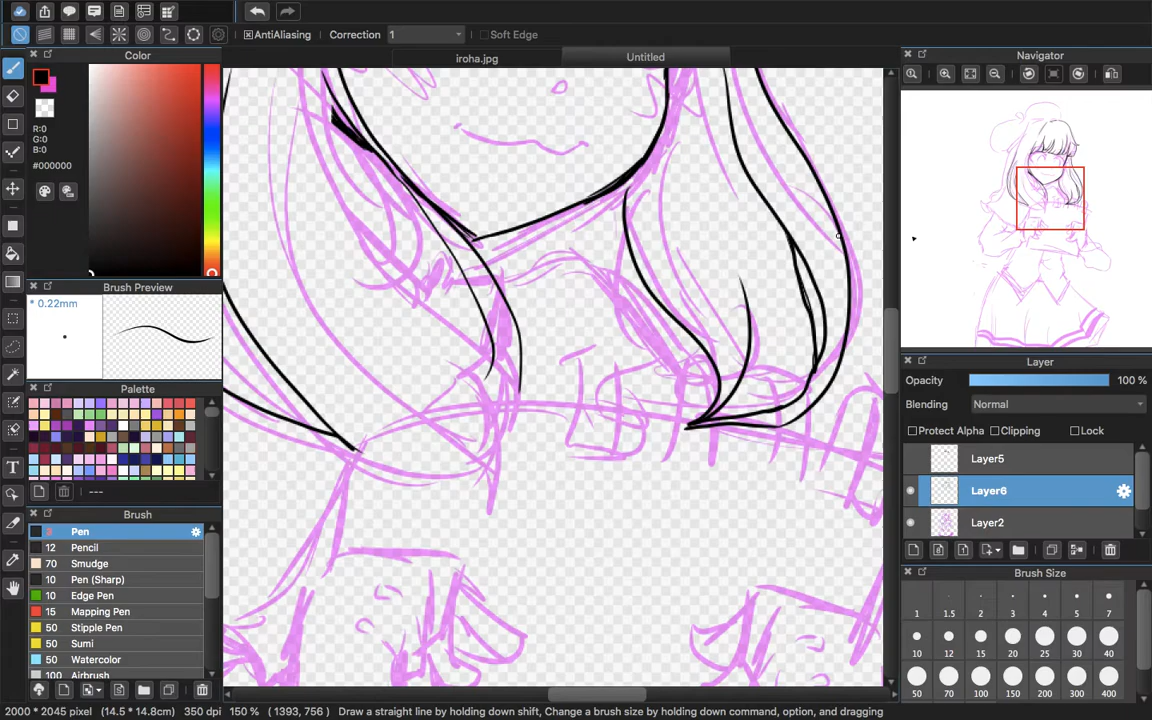 AntiAliasing
Correction
1
Soft Edge
Color
iroha.jpg
Untitled
Navigator
R:0
G:0
B:0
#000000
Brush Preview
* 0.22mm
Palette
---
Brush
3 Pen
12 Pencil
70 Smudge
10 Pen (Sharp)
10 Edge Pen
15 Mapping Pen
50 Stipple Pen
50 Sumi
50 Watercolor
100 Airbrush
Layer
Opacity
100 %
Blending
Normal
Protect Alpha
Clipping
Lock
Layer5
Layer6
Layer2
Brush Size
1 1.5 2 3 4 5 7
10 12 15 20 25 30 40
50 70 100 150 200 300 400
2000 * 2045 pixel (14.5 * 14.8cm) 350 dpi 150 % ( 1393, 756 ) Draw a straight line by holding down shift, Change a brush size by holding down command, option, and dragging